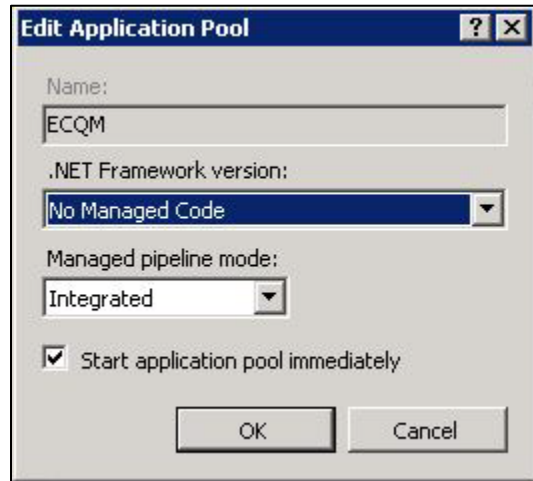 Edit Application Pool
Name:
ECQM
.NET Framework version:
No Managed Code
Managed pipeline mode:
Integrated
Start application pool immediately
OK Cancel